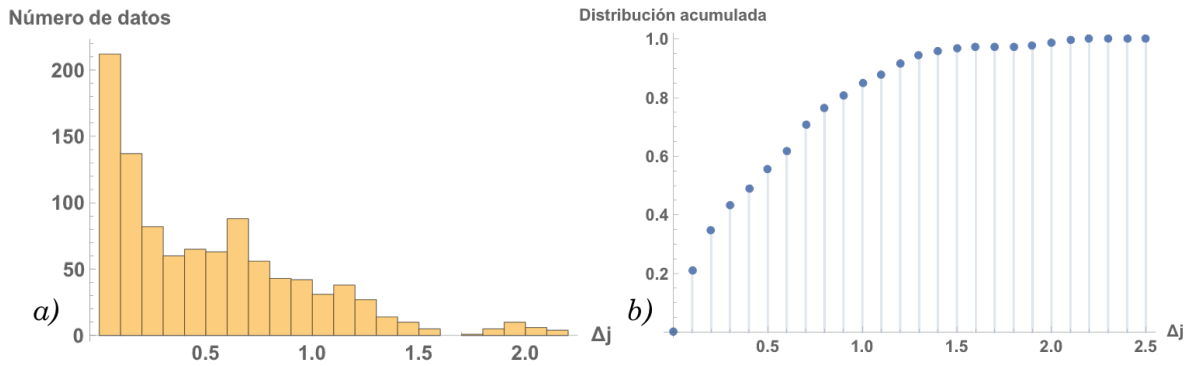 Número de datos
200
150
100
50
0
0.5 1.0 1.5 2.0
Δj
a)
Distribución acumulada
1.0
0.8
0.6
0.4
0.2
0.5 1.0 1.5 2.0 2.5
Δj
b)